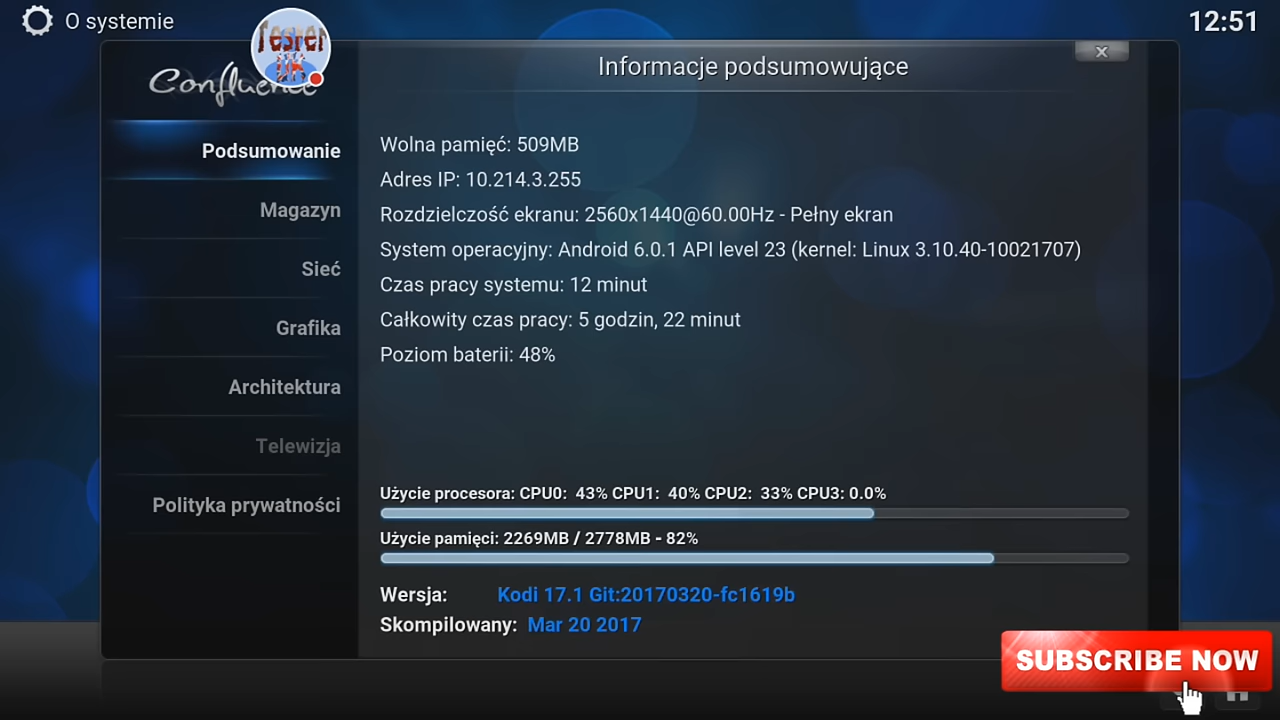 O systemie
12:51
Confluence
Informacje podsumowujące
Podsumowanie
Magazyn
Sieć
Grafika
Architektura
Telewizja
Polityka prywatności
Wolna pamięć: 509MB
Adres IP: 10.214.3.255
Rozdzielczość ekranu: 2560x1440@60.00Hz - Pełny ekran
System operacyjny: Android 6.0.1 API level 23 (kernel: Linux 3.10.40-10021707)
Czas pracy systemu: 12 minut
Całkowity czas pracy: 5 godzin, 22 minut
Poziom baterii: 48%
Użycie procesora: CPU0: 43% CPU1: 40% CPU2: 33% CPU3: 0.0%
Użycie pamięci: 2269MB / 2778MB - 82%
Wersja: Kodi 17.1 Git:20170320-fc1619b
Skompilowany: Mar 20 2017
SUBSCRIBE NOW